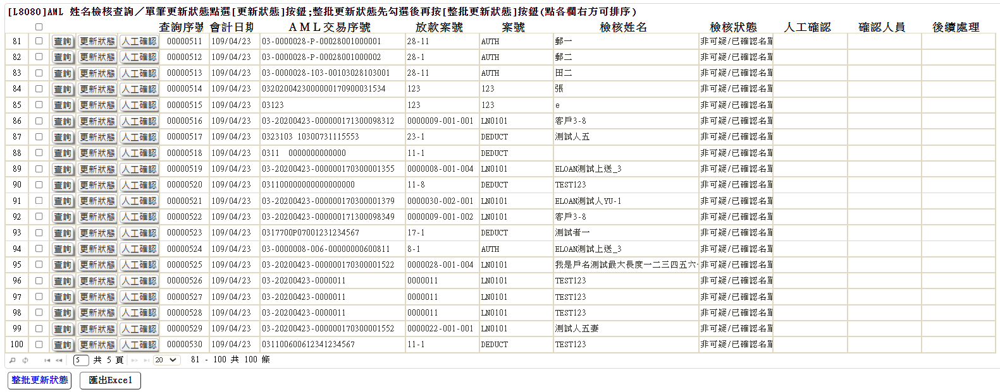 [L8080]AML 姓名檢核查詢／單筆更新狀態點選[更新狀態]按鈕;整批更新狀態先勾選後再按[整批更新狀態]按鈕(點各欄右方可排序)
查詢序號 會計日期 AML交易序號 放款案號 案號 檢核姓名 檢核狀態 人工確認 確認人員 後續處理
81 查詢 更新狀態 人工確認 00000511 109/04/23 03-0000028-P-00028001000001 28-11 AUTH 郵一 非可疑/已確認名單
82 查詢 更新狀態 人工確認 00000512 109/04/23 03-0000028-P-00028001000002 28-1 AUTH 郵二 非可疑/已確認名單
83 查詢 更新狀態 人工確認 00000513 109/04/23 03-0000028-103-00103028103001 28-11 AUTH 田二 非可疑/已確認名單
84 查詢 更新狀態 人工確認 00000514 109/04/23 0320200423000000170900031534 123 123 張 非可疑/已確認名單
85 查詢 更新狀態 人工確認 00000515 109/04/23 03123 123 123 e 非可疑/已確認名單
86 查詢 更新狀態 人工確認 00000516 109/04/23 03-20200423-000000171300098312 0000009-001-001 LN0101 客戶3-8 非可疑/已確認名單
87 查詢 更新狀態 人工確認 00000517 109/04/23 0323103 10300731115553 23-1 DEDUCT 測試人五 非可疑/已確認名單
88 查詢 更新狀態 人工確認 00000518 109/04/23 0311  0000000000000 11-1 DEDUCT 非可疑/已確認名單
89 查詢 更新狀態 人工確認 00000519 109/04/23 03-20200423-000000170300001355 0000008-001-004 LN0101 ELOAN測試上送_3 非可疑/已確認名單
90 查詢 更新狀態 人工確認 00000520 109/04/23 031100000000000000000 11-8 DEDUCT TEST123 非可疑/已確認名單
91 查詢 更新狀態 人工確認 00000521 109/04/23 03-20200423-000000170300001379 0000030-002-001 LN0101 ELOAN測試人YU-1 非可疑/已確認名單
92 查詢 更新狀態 人工確認 00000522 109/04/23 03-20200423-000000171300098349 0000009-001-002 LN0101 客戶3-8 非可疑/已確認名單
93 查詢 更新狀態 人工確認 00000523 109/04/23 0317700P07001231234567 17-1 DEDUCT 測試者一 非可疑/已確認名單
94 查詢 更新狀態 人工確認 00000524 109/04/23 03-0000008-006-00000000600811 8-1 AUTH ELOAN測試上送_3 非可疑/已確認名單
95 查詢 更新狀態 人工確認 00000525 109/04/23 03-20200423-000000170300001522 0000028-001-004 LN0101 我是戶名測試最大長度一二三四五六 非可疑/已確認名單
96 查詢 更新狀態 人工確認 00000526 109/04/23 03-20200423-0000011 0000011 LN0101 TEST123 非可疑/已確認名單
97 查詢 更新狀態 人工確認 00000527 109/04/23 03-20200423-0000011 0000011 LN0101 TEST123 非可疑/已確認名單
98 查詢 更新狀態 人工確認 00000528 109/04/23 03-20200423-0000011 0000011 LN0101 TEST123 非可疑/已確認名單
99 查詢 更新狀態 人工確認 00000529 109/04/23 03-20200423-000000170300001552 0000022-001-001 LN0101 測試人五妻 非可疑/已確認名單
100 查詢 更新狀態 人工確認 00000530 109/04/23 031100600612341234567 11-1 DEDUCT TEST123 非可疑/已確認名單
5 共 5 頁 20 81 - 100 共 100 條
整批更新狀態 匯出Excel